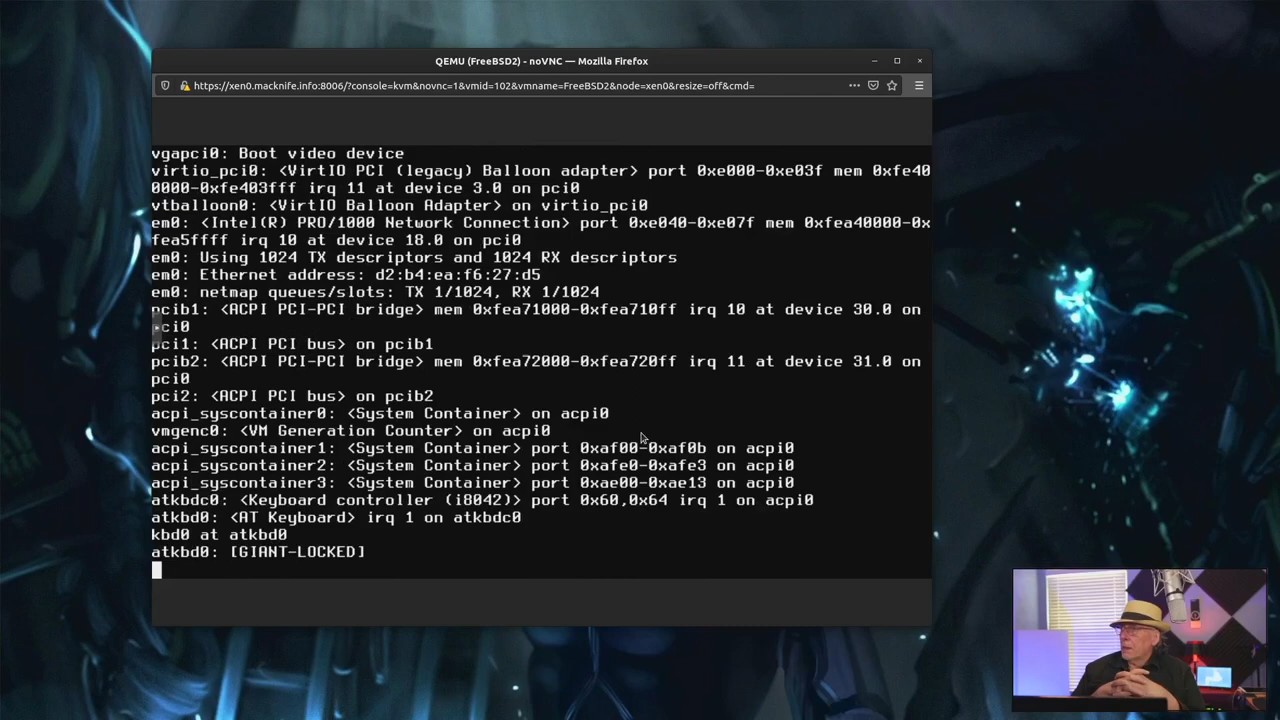 QEMU (FreeBSD2) - noVNC — Mozilla Firefox
https://xen0.macknife.info:8006/?console=kvm&novnc=1&vmid=102&vmname=FreeBSD2&node=xen0&resize=off&cmd=
vgapci0: Boot video device
virtio_pci0: <VirtIO PCI (legacy) Balloon adapter> port 0xe000-0xe03f mem 0xfe40
0000-0xfe403fff irq 11 at device 3.0 on pci0
vtballoon0: <VirtIO Balloon Adapter> on virtio_pci0
em0: <Intel(R) PRO/1000 Network Connection> port 0xe040-0xe07f mem 0xfea40000-0x
fea5ffff irq 10 at device 18.0 on pci0
em0: Using 1024 TX descriptors and 1024 RX descriptors
em0: Ethernet address: d2:b4:ea:f6:27:d5
em0: netmap queues/slots: TX 1/1024, RX 1/1024
pcib1: <ACPI PCI-PCI bridge> mem 0xfea71000-0xfea710ff irq 10 at device 30.0 on
pci0
pci1: <ACPI PCI bus> on pcib1
pcib2: <ACPI PCI-PCI bridge> mem 0xfea72000-0xfea720ff irq 11 at device 31.0 on
pci0
pci2: <ACPI PCI bus> on pcib2
acpi_syscontainer0: <System Container> on acpi0
vmgenc0: <VM Generation Counter> on acpi0
acpi_syscontainer1: <System Container> port 0xaf00-0xaf0b on acpi0
acpi_syscontainer2: <System Container> port 0xafe0-0xafe3 on acpi0
acpi_syscontainer3: <System Container> port 0xae00-0xae13 on acpi0
atkbdc0: <Keyboard controller (i8042)> port 0x60,0x64 irq 1 on acpi0
atkbd0: <AT Keyboard> irq 1 on atkbdc0
kbd0 at atkbd0
atkbd0: [GIANT-LOCKED]